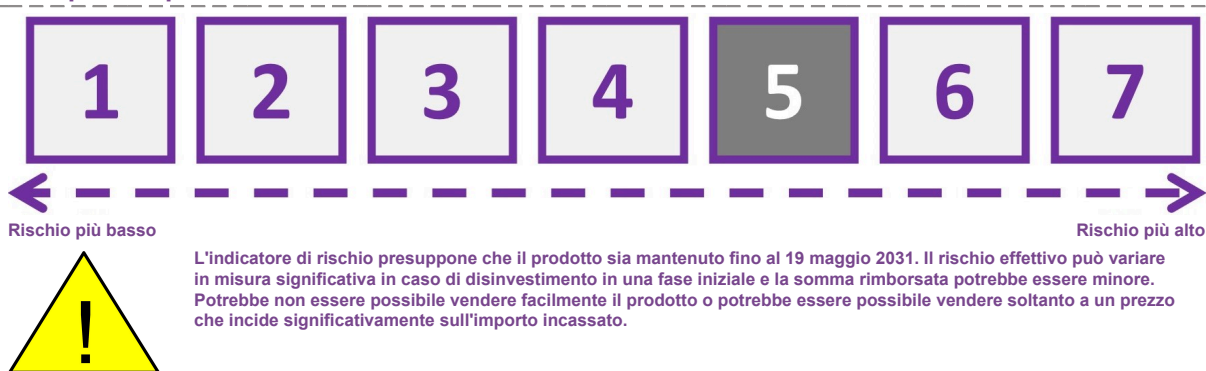 1 2 3 4 5 6 7
Rischio più basso Rischio più alto
L'indicatore di rischio presuppone che il prodotto sia mantenuto fino al 19 maggio 2031. Il rischio effettivo può variare
in misura significativa in caso di disinvestimento in una fase iniziale e la somma rimborsata potrebbe essere minore.
Potrebbe non essere possibile vendere facilmente il prodotto o potrebbe essere possibile vendere soltanto a un prezzo
che incide significativamente sull'importo incassato.
!